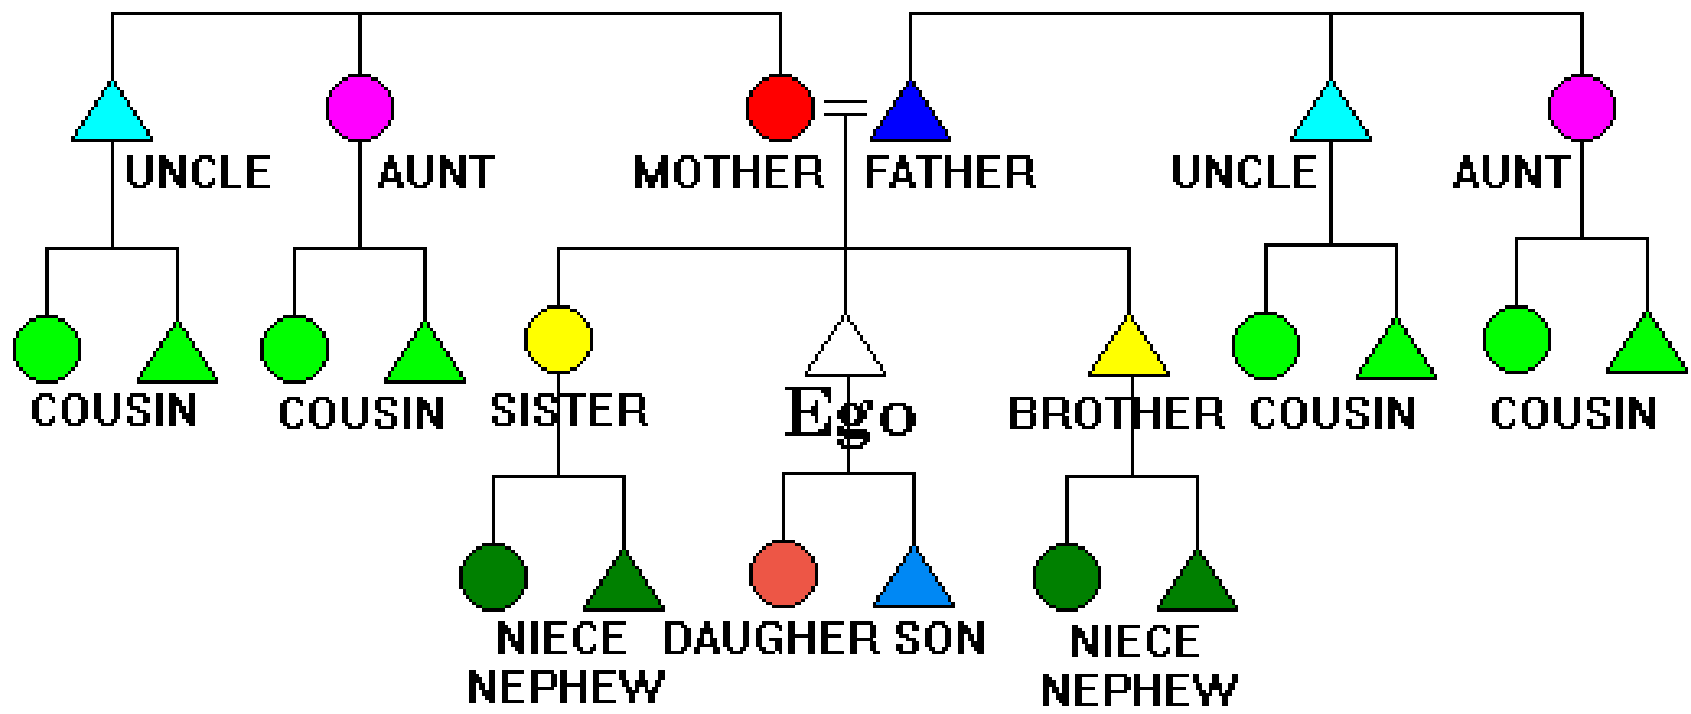 UNCLE AUNT MOTHER FATHER UNCLE AUNT
COUSIN COUSIN SISTER Ego BROTHER COUSIN COUSIN
NIECE DAUGHER SON NIECE
NEPHEW NEPHEW